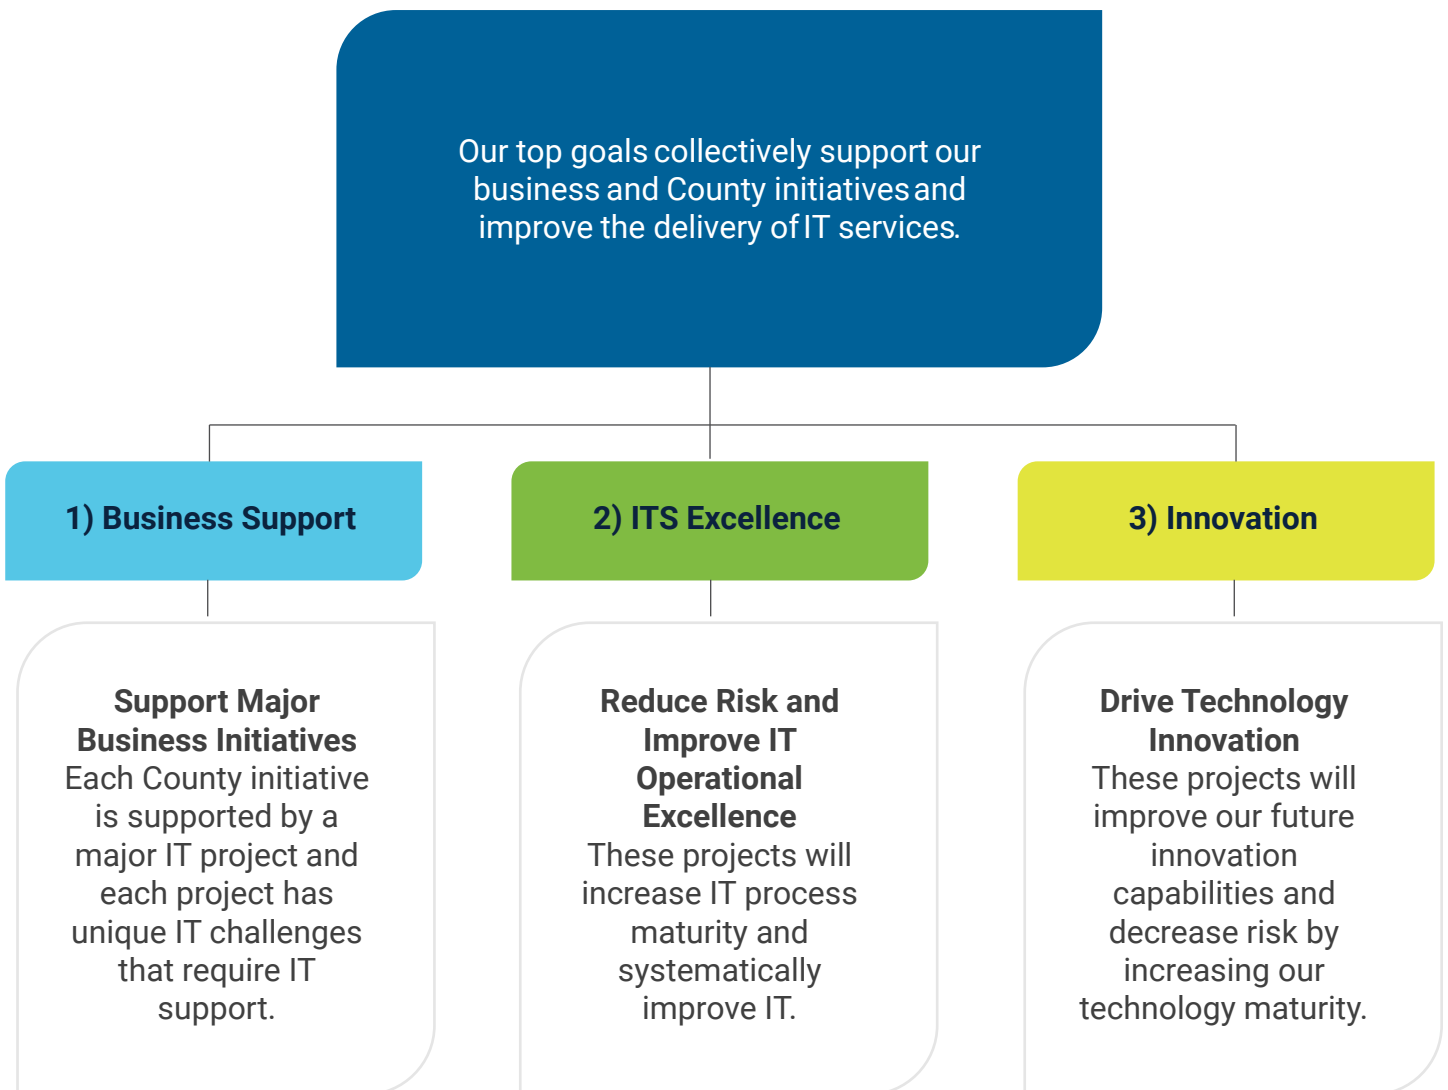 Our top goals collectively support our
business and County initiatives and
improve the delivery of IT services.
1) Business Support
2) ITS Excellence
3) Innovation
Support Major
Business Initiatives
Each County initiative
is supported by a
major IT project and
each project has
unique IT challenges
that require IT
support.
Reduce Risk and
Improve IT
Operational
Excellence
These projects will
increase IT process
maturity and
systematically
improve IT.
Drive Technology
Innovation
These projects will
improve our future
innovation
capabilities and
decrease risk by
increasing our
technology maturity.